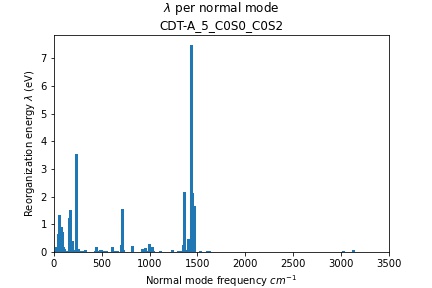 λ per normal mode
CDT-A_5_C0S0_C0S2
Reorganization energy λ (eV)
7
6
5
4
3
2
1
0
0 500 1000 1500 2000 2500 3000 3500
Normal mode frequency cm⁻¹